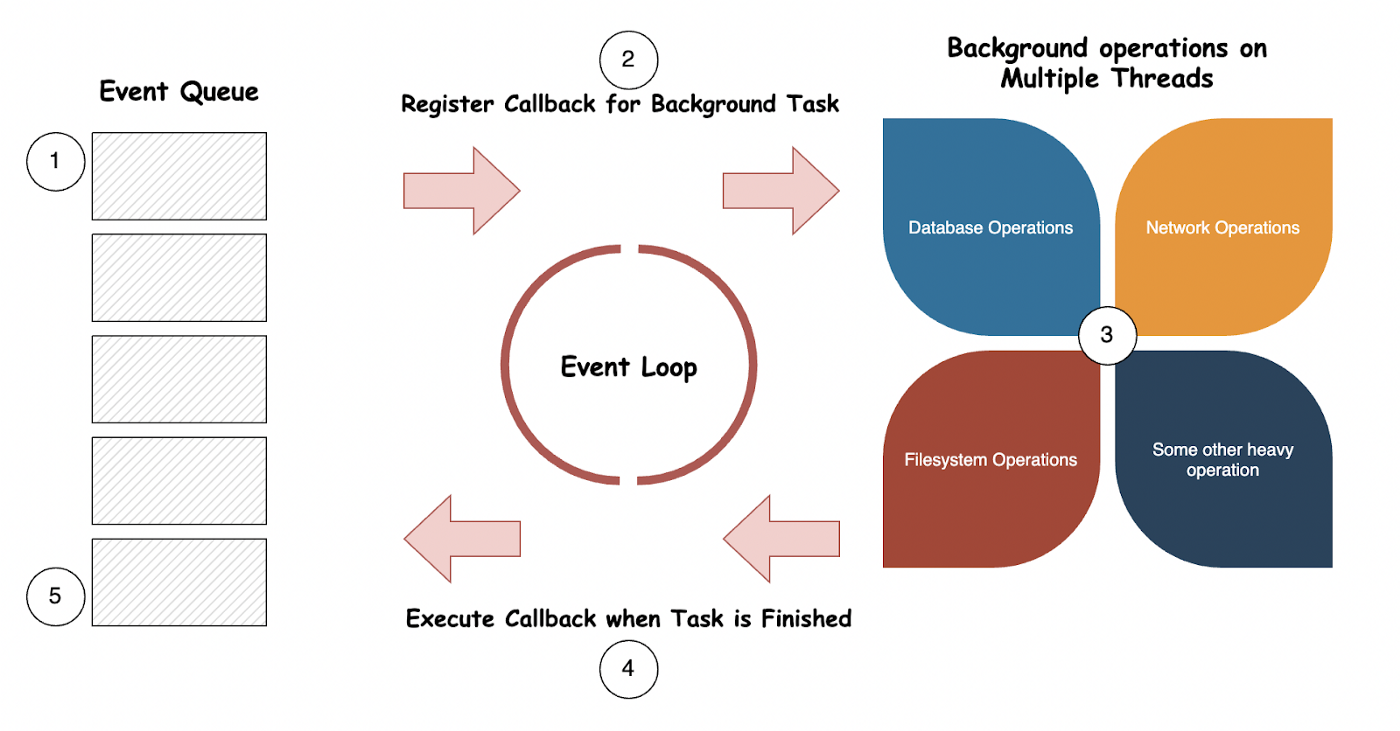 Event Queue
1
5
2
Register Callback for Background Task
Event Loop
Execute Callback when Task is Finished
4
Background operations on
Multiple Threads
Database Operations
Network Operations
3
Filesystem Operations
Some other heavy
operation